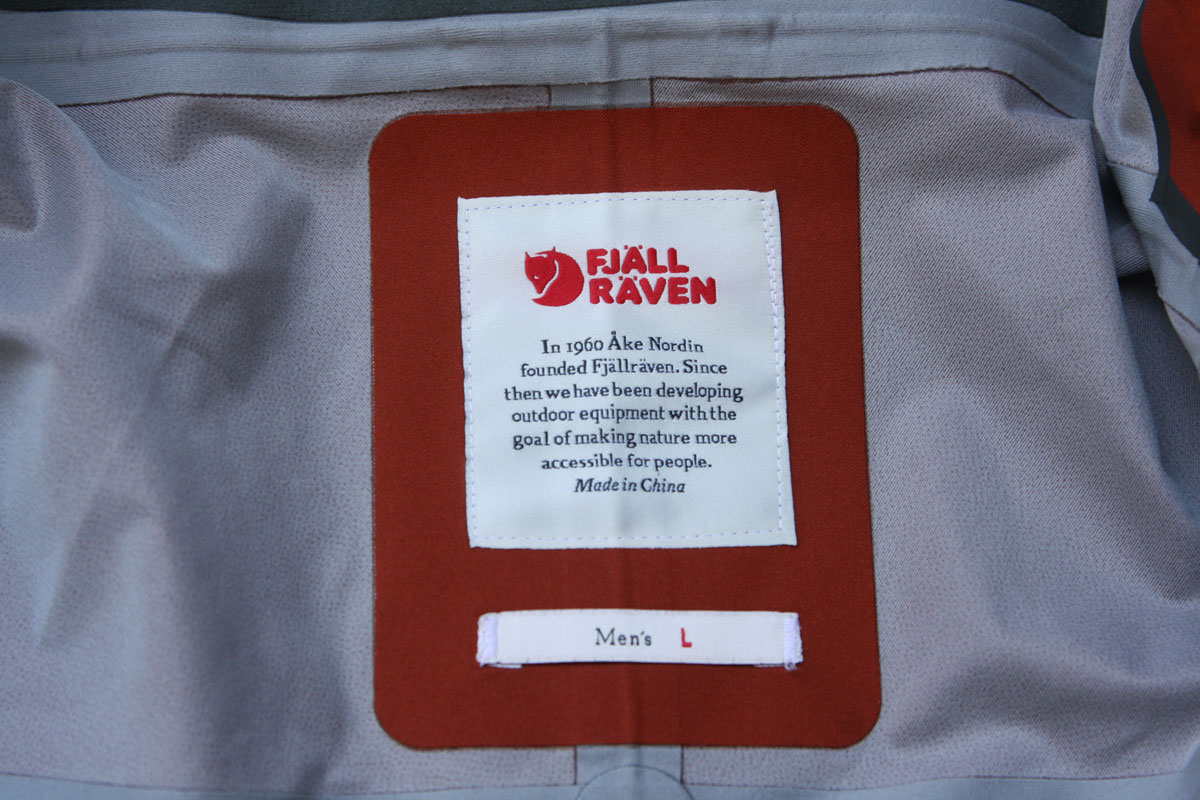 FJÄLL
RÄVEN
In 1960 Åke Nordin
founded Fjällräven. Since
then we have been developing
outdoor equipment with the
goal of making nature more
accessible for people.
Made in China
Men's L